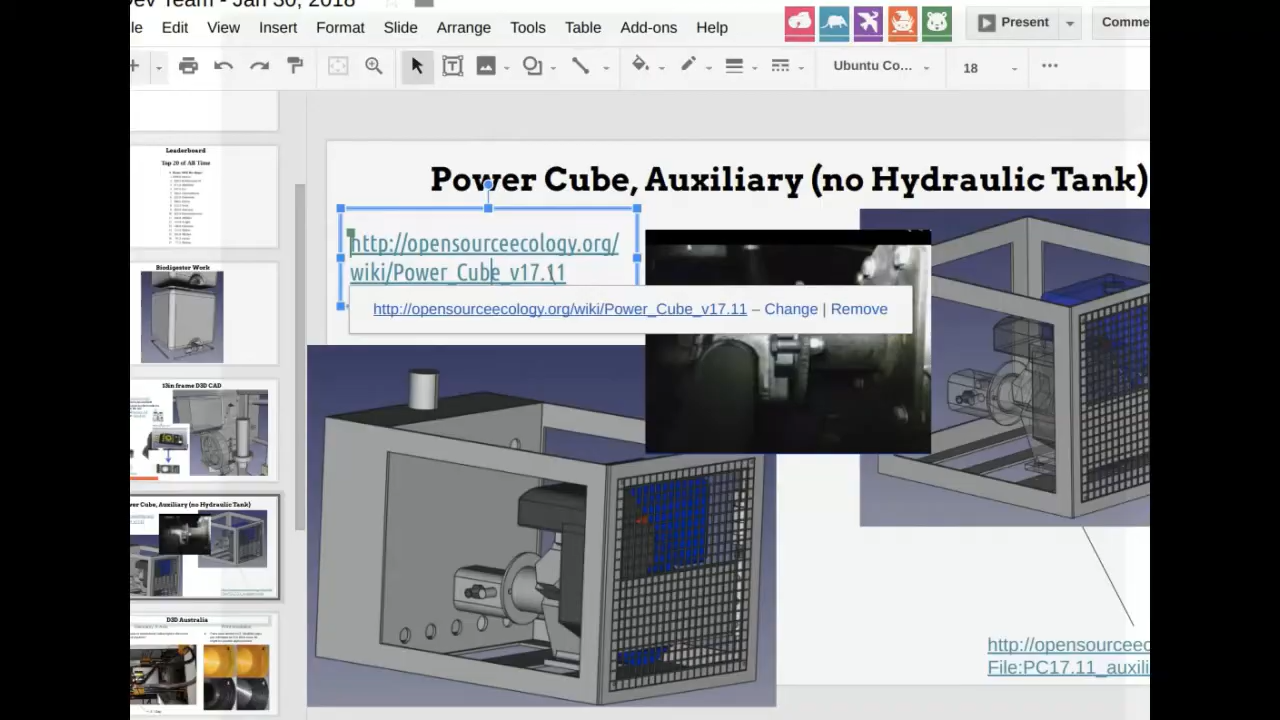 Dev Team - Jan 30, 2018
le Edit View Insert Format Slide Arrange Tools Table Add-ons Help
Present
Comme
Ubuntu Co...
18
Leaderboard
Top 20 of All Time
Biodigester Work
13in frame D3D CAD
wer Cube, Auxiliary (no Hydraulic Tank)
D3D Australia
Power Cube, Auxiliary (no Hydraulic Tank)
http://opensourceecology.org/
wiki/Power_Cube_v17.11
http://opensourceecology.org/wiki/Power_Cube_v17.11 – Change | Remove
http://opensourceec
File:PC17.11_auxili